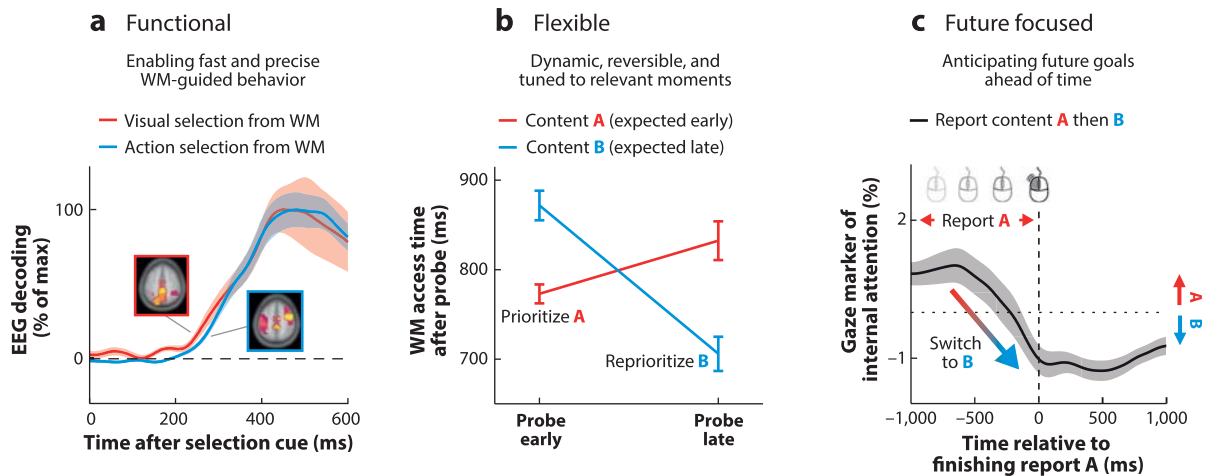 a Functional
Enabling fast and precise
WM-guided behavior
Visual selection from WM
Action selection from WM
100
0
EEG decoding
(% of max)
0 200 400 600
Time after selection cue (ms)
b Flexible
Dynamic, reversible, and
tuned to relevant moments
Content A (expected early)
Content B (expected late)
900
800
700
WM access time
after probe (ms)
Prioritize A
Reprioritize B
Probe
early
Probe
late
c Future focused
Anticipating future goals
ahead of time
Report content A then B
2
−1
Gaze marker of
internal attention (%)
Report A
Switch
to B
A
B
−1,000 −500 0 500 1,000
Time relative to
finishing report A (ms)